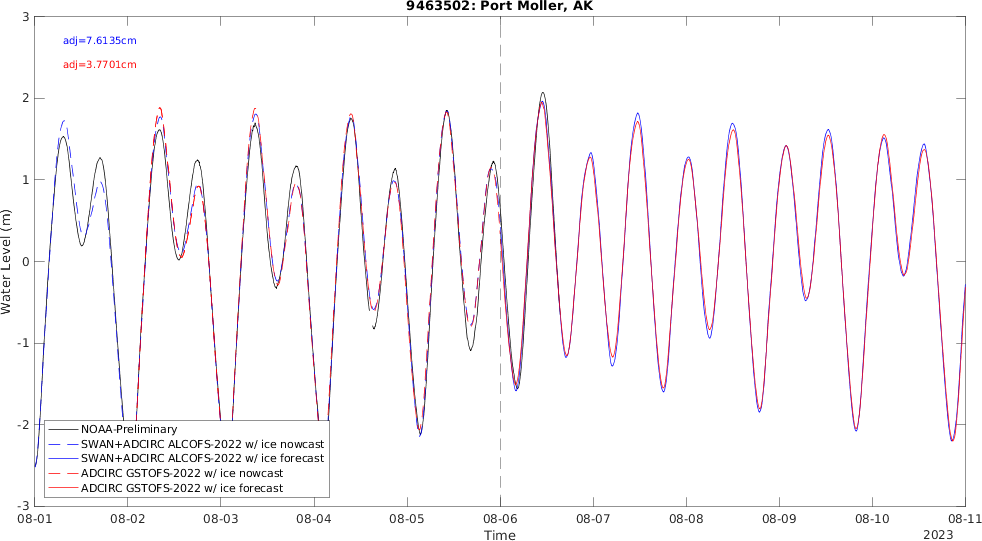 9463502: Port Moller, AK
adj=7.6135cm
adj=3.7701cm
Water Level (m)
3
2
1
0
-1
-2
-3
NOAA-Preliminary
SWAN+ADCIRC ALCOFS-2022 w/ ice nowcast
SWAN+ADCIRC ALCOFS-2022 w/ ice forecast
ADCIRC GSTOFS-2022 w/ ice nowcast
ADCIRC GSTOFS-2022 w/ ice forecast
08-01 08-02 08-03 08-04 08-05 08-06 08-07 08-08 08-09 08-10 08-11
Time
2023